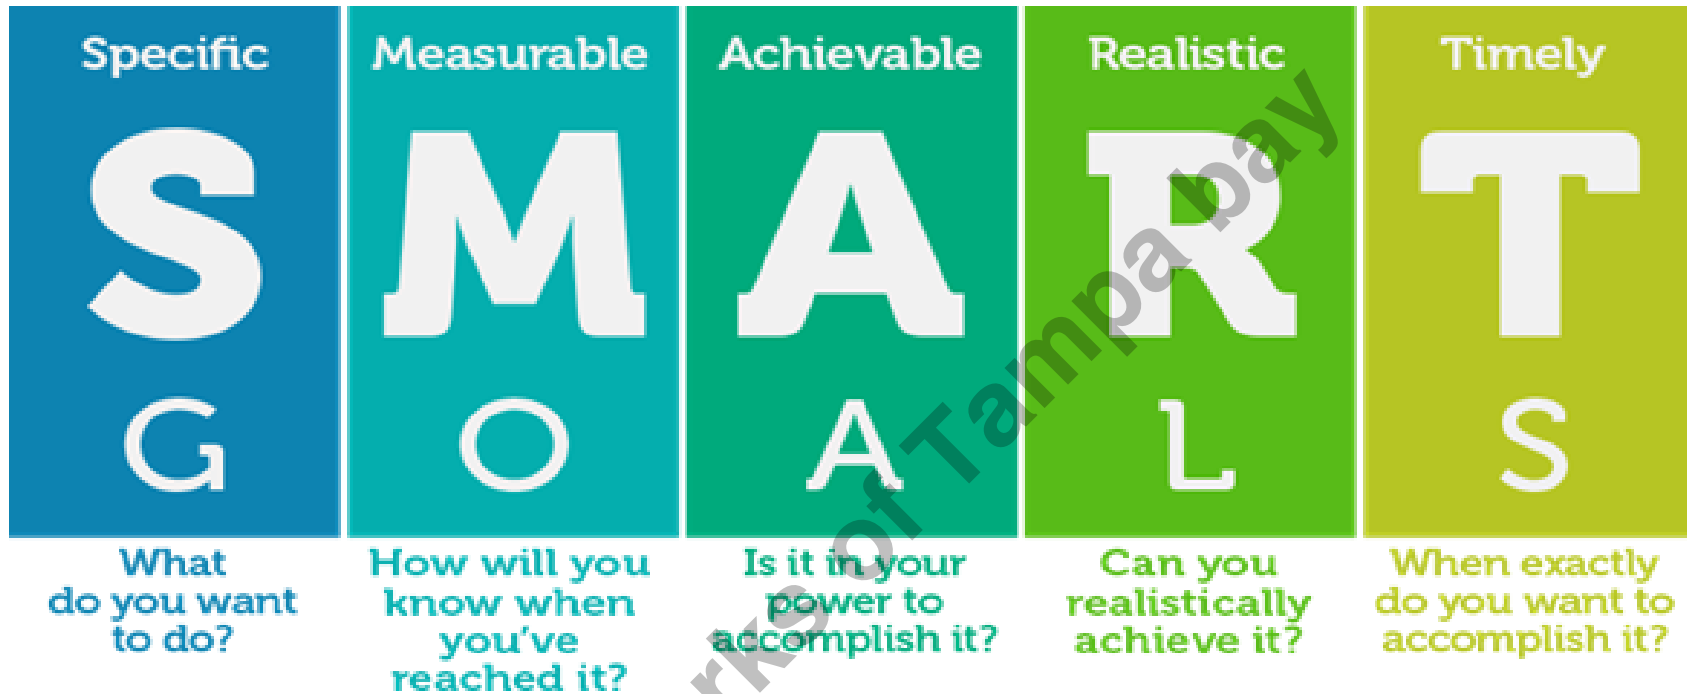 Specific
Measurable
Achievable
Realistic
Timely
S
M
A
R
T
G
O
A
L
S
What
do you want
to do?
How will you
know when
you've
reached it?
Is it in your
power to
accomplish it?
Can you
realistically
achieve it?
When exactly
do you want to
accomplish it?
of Tampa bay